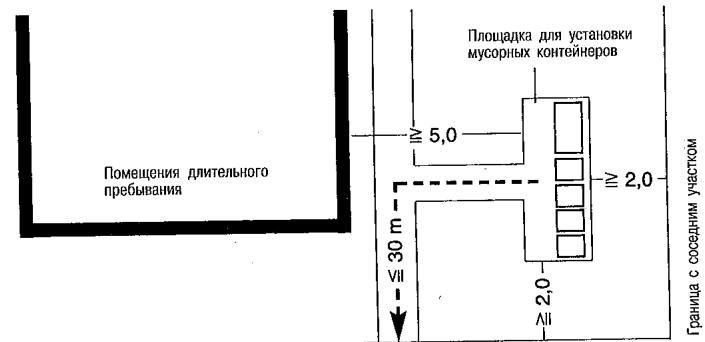 Площадка для установки
мусорных контейнеров
≥ 5,0
Помещения длительного
пребывания
≥ 2,0
≤ 30 m
≥ 2,0
Граница с соседним участком